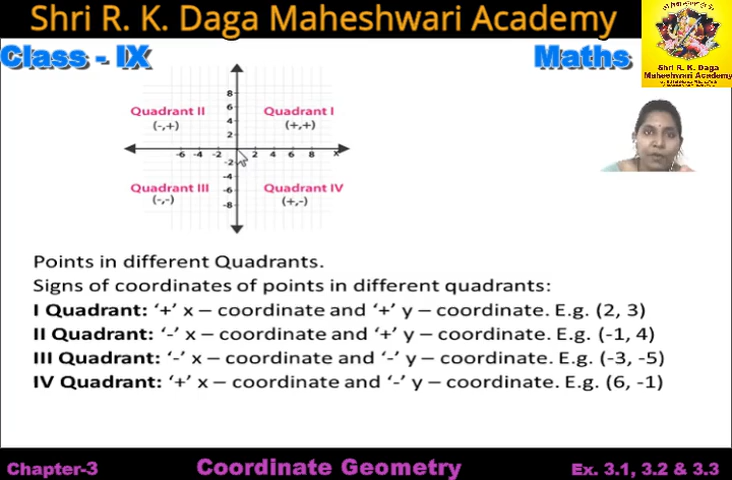 Shri R. K. Daga Maheshwari Academy
Class - IX
Maths
Shri R. K. Daga
Maheshwari Academy
8
Quadrant II
6
Quadrant I
(-,+)
4
(+,+)
2
-6 -4 -2 2 4 6 8 x
-2
-4
Quadrant III
-6
Quadrant IV
(-,-)
-8
(+,-)
Points in different Quadrants.
Signs of coordinates of points in different quadrants:
I Quadrant: ‘+’ x – coordinate and ‘+’ y – coordinate. E.g. (2, 3)
II Quadrant: ‘-’ x – coordinate and ‘+’ y – coordinate. E.g. (-1, 4)
III Quadrant: ‘-’ x – coordinate and ‘-’ y – coordinate. E.g. (-3, -5)
IV Quadrant: ‘+’ x – coordinate and ‘-’ y – coordinate. E.g. (6, -1)
Chapter-3
Coordinate Geometry
Ex. 3.1, 3.2 & 3.3